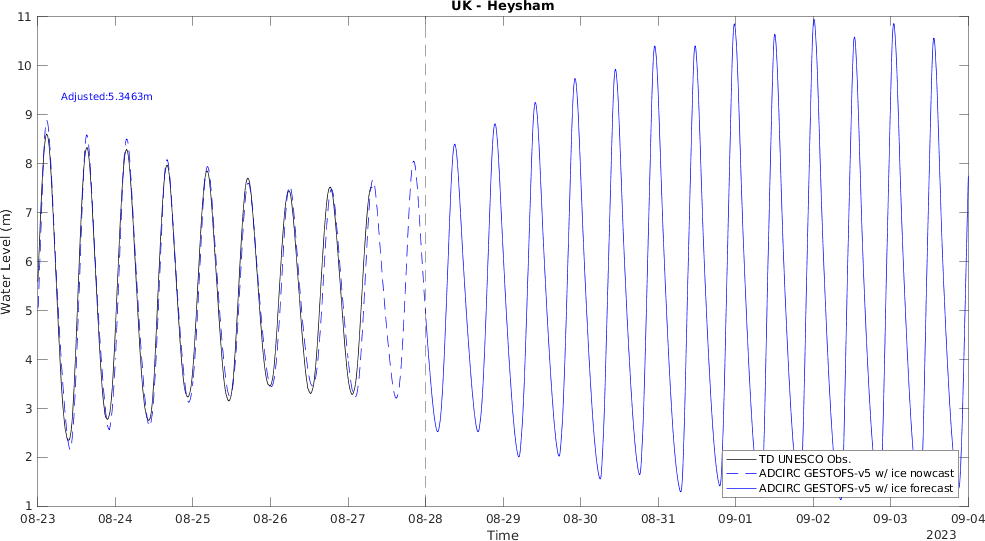 UK - Heysham
11
10
9
8
7
6
5
4
3
2
1
Water Level (m)
Adjusted:5.3463m
TD UNESCO Obs.
ADCIRC GESTOFS-v5 w/ ice nowcast
ADCIRC GESTOFS-v5 w/ ice forecast
08-23 08-24 08-25 08-26 08-27 08-28 08-29 08-30 08-31 09-01 09-02 09-03 09-04
Time
2023